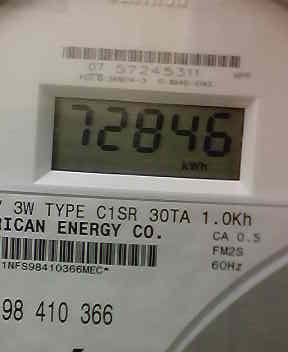 07 57245311
72846
kWh
3W TYPE C1SR 30TA 1.0Kh
RICAN ENERGY CO.
CA 0.5
FM2S
60Hz
1NFS98410366MEC*
98 410 366